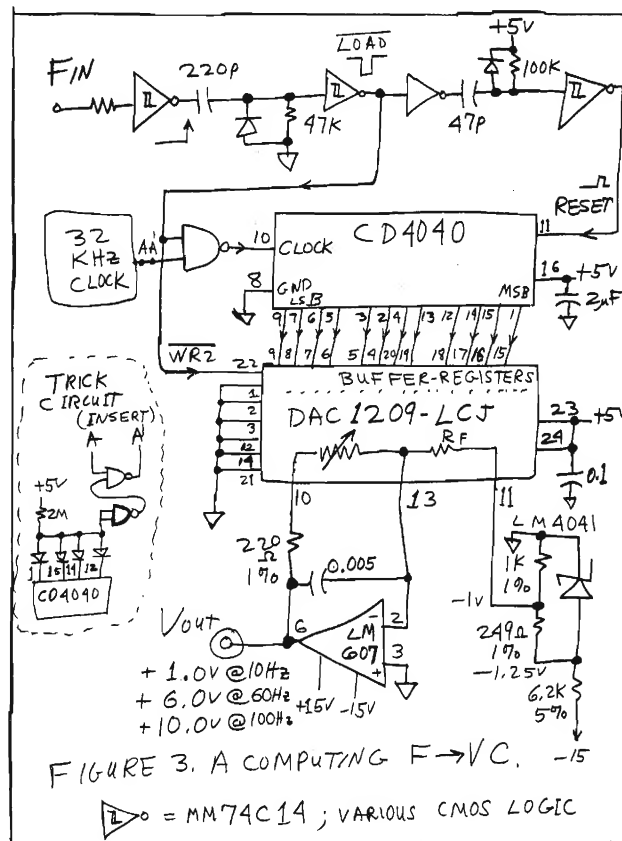 FIN
220P
47K
LOAD
47P
+5V
100K
RESET
32
KHz
CLOCK
A A'
10 CLOCK
CD4040
11
8 GND
LSB
MSB
16 +5V
2µF
9 7 6 5 3 2 4 13 12 14 15 1
9 8 7 6 5 4 20 19 18 17 16 15
WR2
22
BUFFER-REGISTERS
1
2
3
12
14
21
DAC1209-LCJ
RF
23 +5V
24
0.1
10
13
11
TRICK
CIRCUIT
(INSERT)
A A'
+5V
2M
1 15 14 12
CD4040
220
Ω
1%
0.005
LM4041
1K
1%
-1V
249Ω
1%
-1.25V
6.2K
5%
-15
Vout
6
LM
607
2 -
3 +
+15V
-15V
+ 1.0V @ 10Hz
+ 6.0V @ 60Hz
+ 10.0V @ 100Hz
FIGURE 3. A COMPUTING F→VC.
= MM74C14 ; VARIOUS CMOS LOGIC